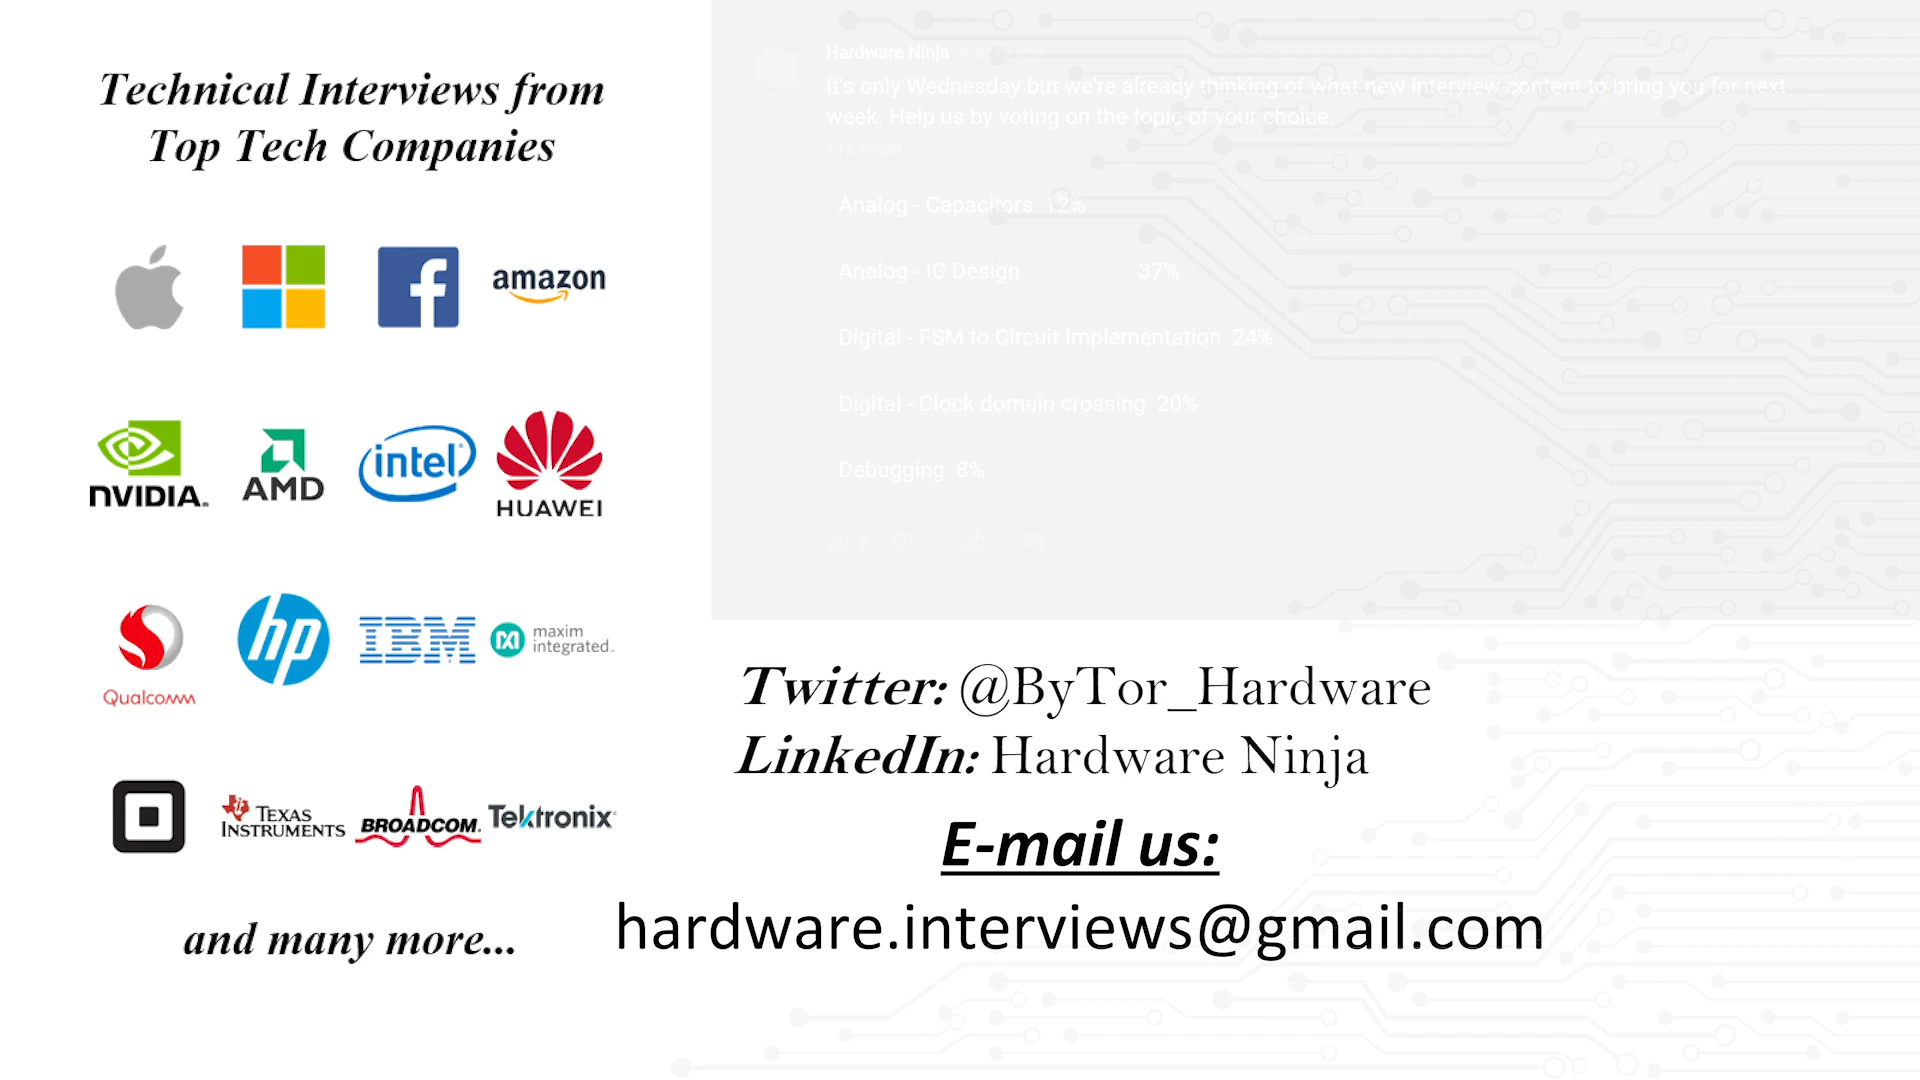 Technical Interviews from
Top Tech Companies
amazon
NVIDIA.
AMD
intel
HUAWEI
Qualcomm
hp
IBM
maxim
integrated.
TEXAS
INSTRUMENTS
BROADCOM.
Tektronix
and many more...
Hardware Ninja
It's only Wednesday but we're already thinking of what new interview content to bring you for next
week. Help us by voting on the topic of your choice.
Analog - Capacitors 12%
Analog - IC Design 37%
Digital - FSM to Circuit Implementation 24%
Digital - Clock domain crossing 20%
Debugging 8%
Twitter: @ByTor_Hardware
LinkedIn: Hardware Ninja
E-mail us:
hardware.interviews@gmail.com